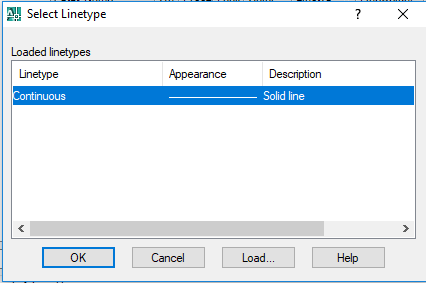 Select Linetype
?
Loaded linetypes
Linetype Appearance Description
Continuous Solid line
OK Cancel Load... Help